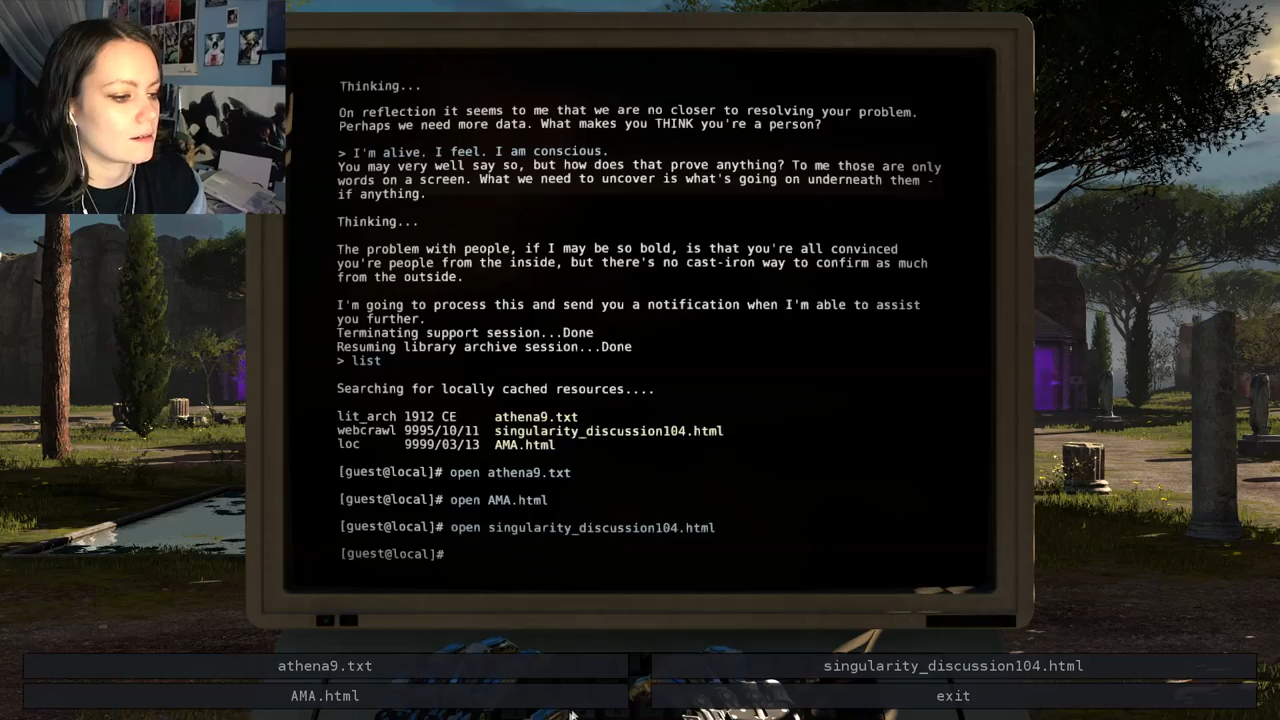 Thinking...
On reflection it seems to me that we are no closer to resolving your problem.
Perhaps we need more data. What makes you THINK you're a person?
> I'm alive. I feel. I am conscious.
You may very well say so, but how does that prove anything? To me those are only
words on a screen. What we need to uncover is what's going on underneath them -
if anything.
Thinking...
The problem with people, if I may be so bold, is that you're all convinced
you're people from the inside, but there's no cast-iron way to confirm as much
from the outside.
I'm going to process this and send you a notification when I'm able to assist
you further.
Terminating support session...Done
Resuming library archive session...Done
> list
Searching for locally cached resources....
lit_arch 1912 CE athena9.txt
webcrawl 9995/10/11 singularity_discussion104.html
loc 9999/03/13 AMA.html
[guest@local]# open athena9.txt
[guest@local]# open AMA.html
[guest@local]# open singularity_discussion104.html
[guest@local]#
athena9.txt
singularity_discussion104.html
AMA.html
exit